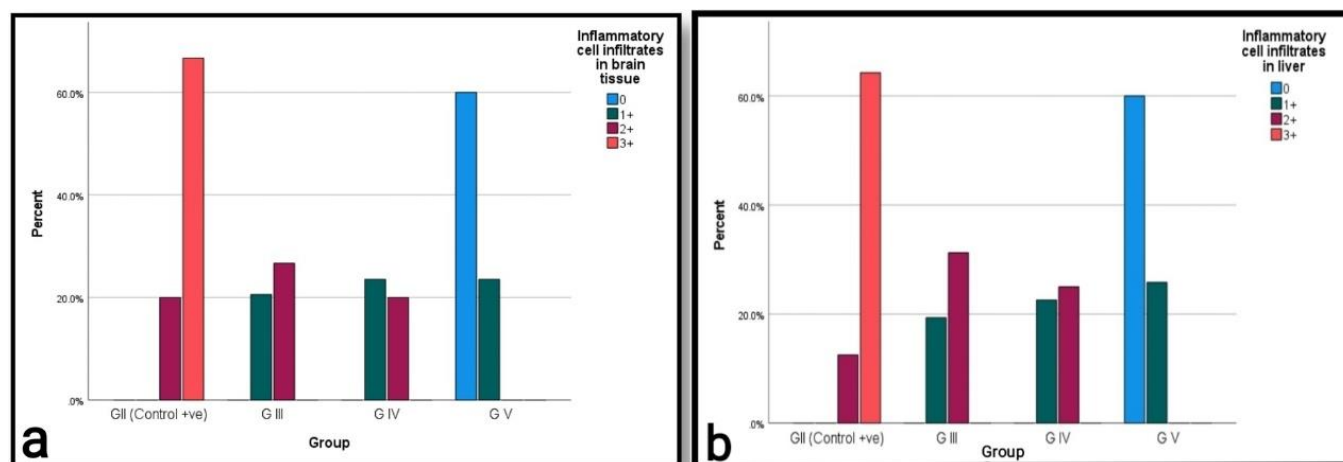 Inflammatory
cell infiltrates
in brain
tissue
0
1+
2+
3+
60.0%
40.0%
20.0%
.0%
Percent
GII (Control +ve)
G III
G IV
G V
Group
a
Inflammatory
cell infiltrates
in liver
0
1+
2+
3+
60.0%
40.0%
20.0%
.0%
Percent
GII (Control +ve)
G III
G IV
G V
Group
b